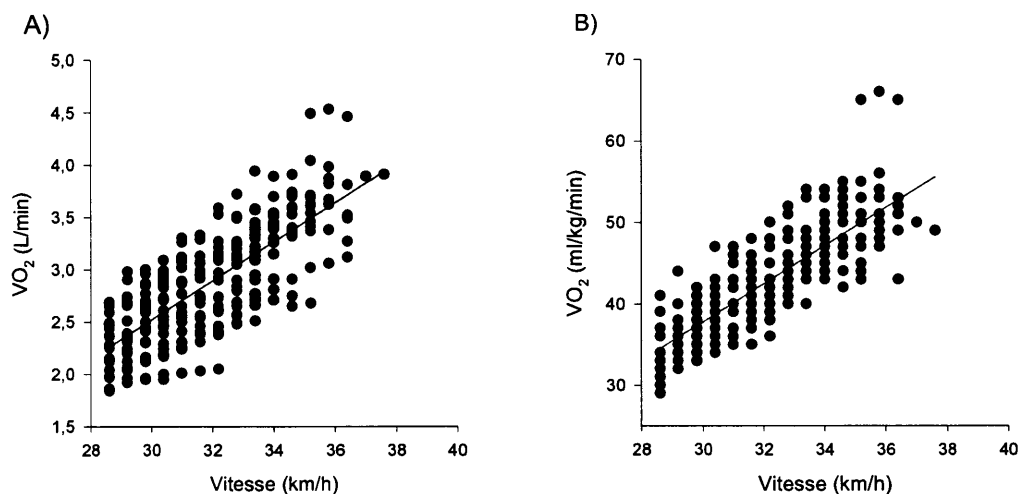 A)
5,0
4,5
4,0
3,5
3,0
2,5
2,0
1,5
VO₂ (L/min)
28 30 32 34 36 38 40
Vitesse (km/h)
B)
70
60
50
40
30
VO₂ (ml/kg/min)
28 30 32 34 36 38 40
Vitesse (km/h)